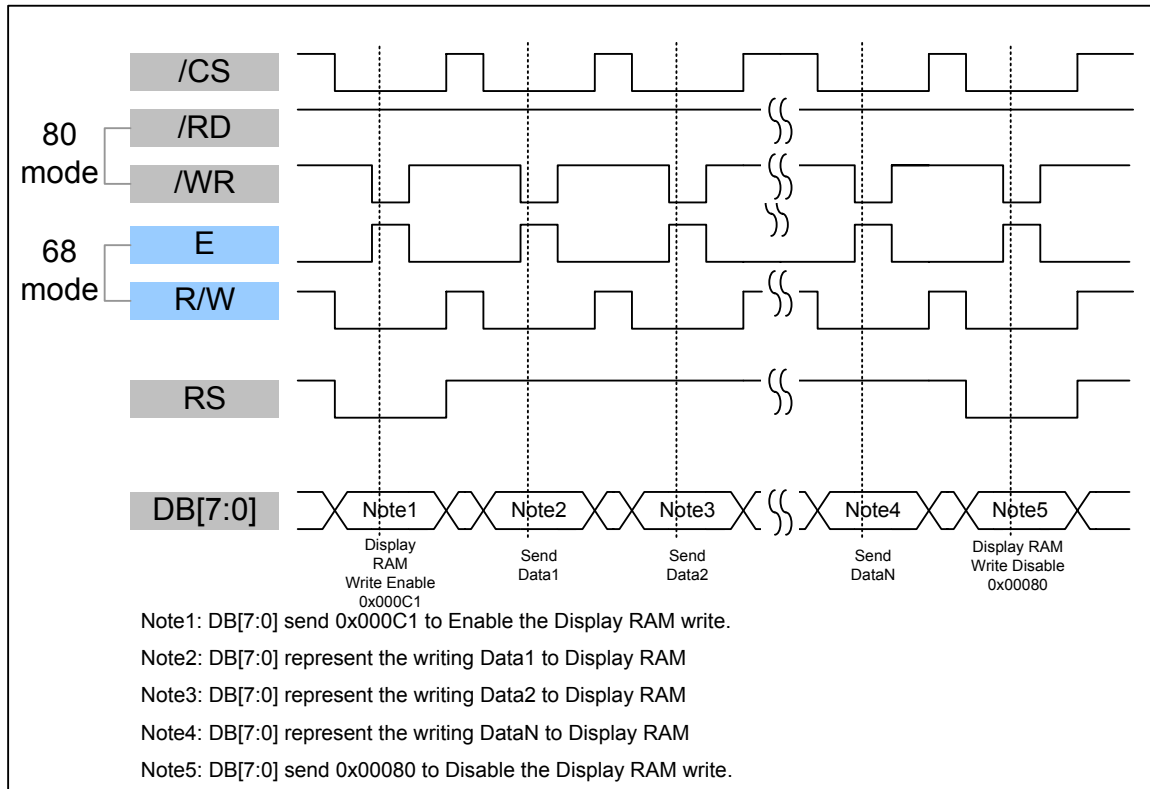 /CS
/RD
80
mode
/WR
E
68
mode
R/W
RS
DB[7:0]
Note1
Note2
Note3
Note4
Note5
Display
RAM
Write Enable
0x000C1
Send
Data1
Send
Data2
Send
DataN
Display RAM
Write Disable
0x00080
Note1: DB[7:0] send 0x000C1 to Enable the Display RAM write.
Note2: DB[7:0] represent the writing Data1 to Display RAM
Note3: DB[7:0] represent the writing Data2 to Display RAM
Note4: DB[7:0] represent the writing DataN to Display RAM
Note5: DB[7:0] send 0x00080 to Disable the Display RAM write.